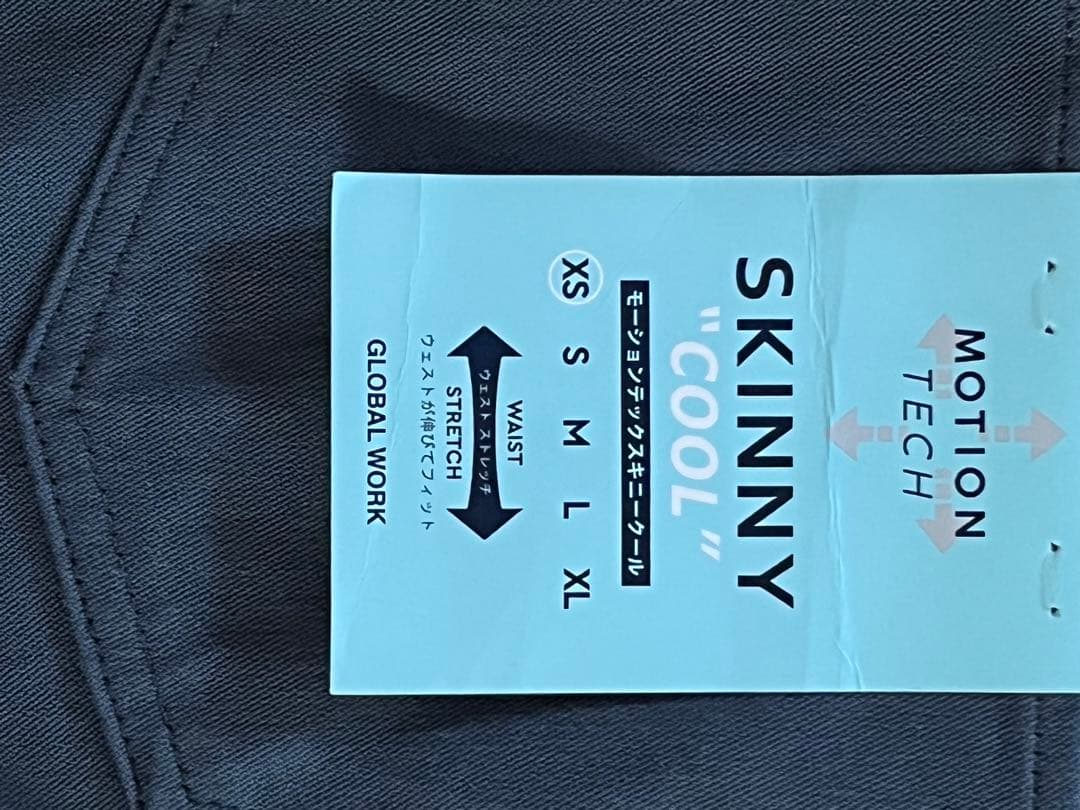 MOTION
TECH
SKINNY
"COOL"
モーションテックスキニークール
XS S M L XL
WAIST
ウェスト ストレッチ
STRETCH
ウェストが伸びてフィット
GLOBAL WORK